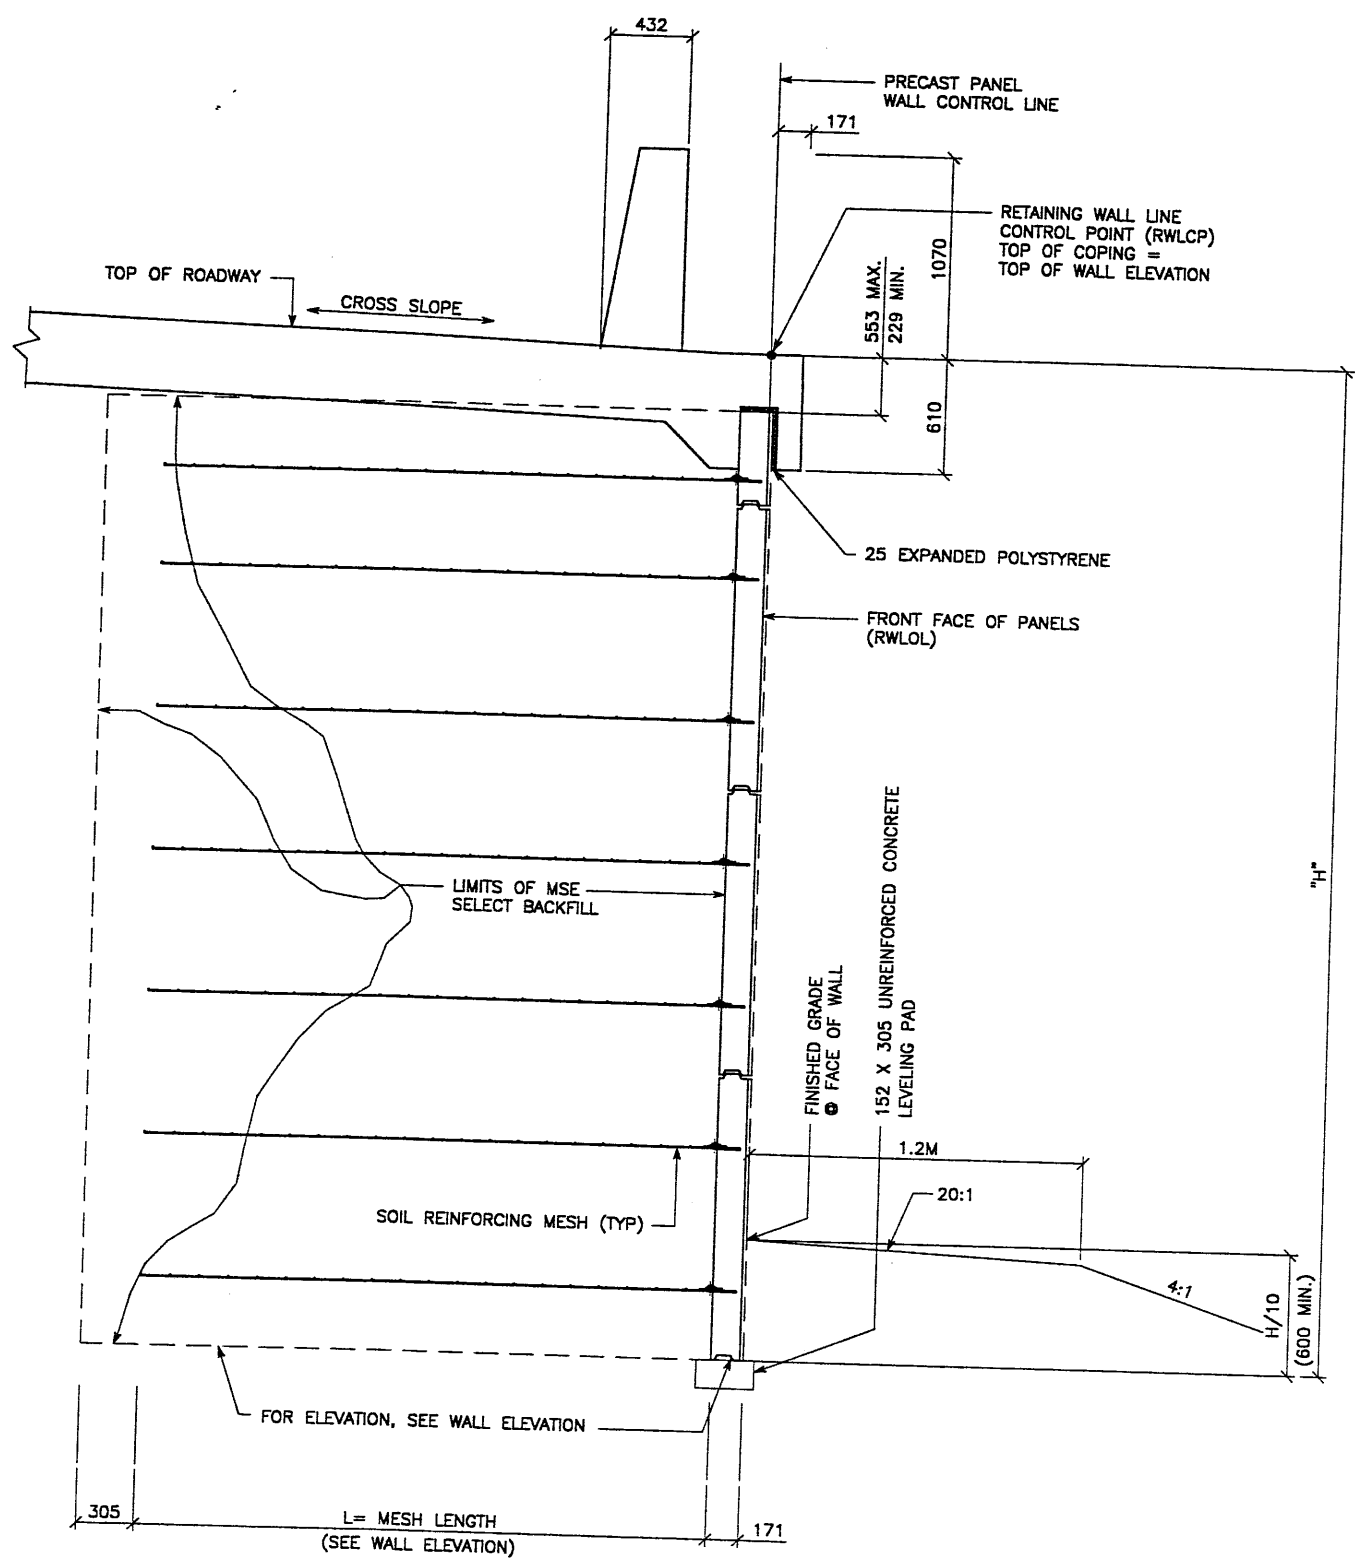 432
PRECAST PANEL
WALL CONTROL LINE
171
RETAINING WALL LINE
CONTROL POINT (RWLCP)
TOP OF COPING =
TOP OF WALL ELEVATION
1070
553 MAX.
229 MIN.
TOP OF ROADWAY
CROSS SLOPE
610
25 EXPANDED POLYSTYRENE
FRONT FACE OF PANELS
(RWLOL)
"H"
LIMITS OF MSE
SELECT BACKFILL
FINISHED GRADE
@ FACE OF WALL
152 X 305 UNREINFORCED CONCRETE
LEVELING PAD
1.2M
20:1
SOIL REINFORCING MESH (TYP)
4:1
H/10
(600 MIN.)
FOR ELEVATION, SEE WALL ELEVATION
305
L= MESH LENGTH
(SEE WALL ELEVATION)
171